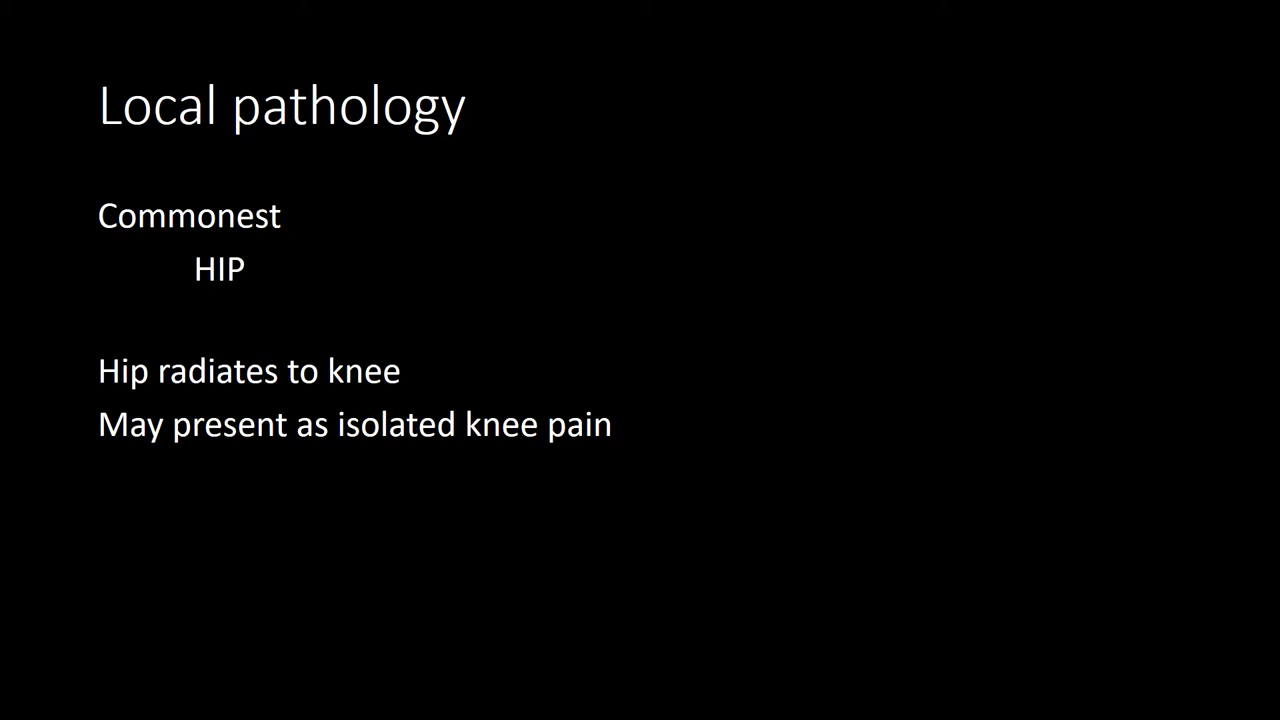 Local pathology
Commonest
HIP
Hip radiates to knee
May present as isolated knee pain